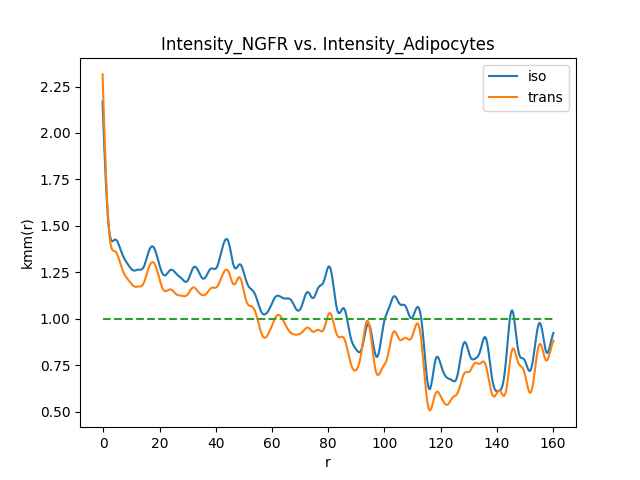 Intensity_NGFR vs. Intensity_Adipocytes
iso
trans
kmm(r)
2.25
2.00
1.75
1.50
1.25
1.00
0.75
0.50
0 20 40 60 80 100 120 140 160
r